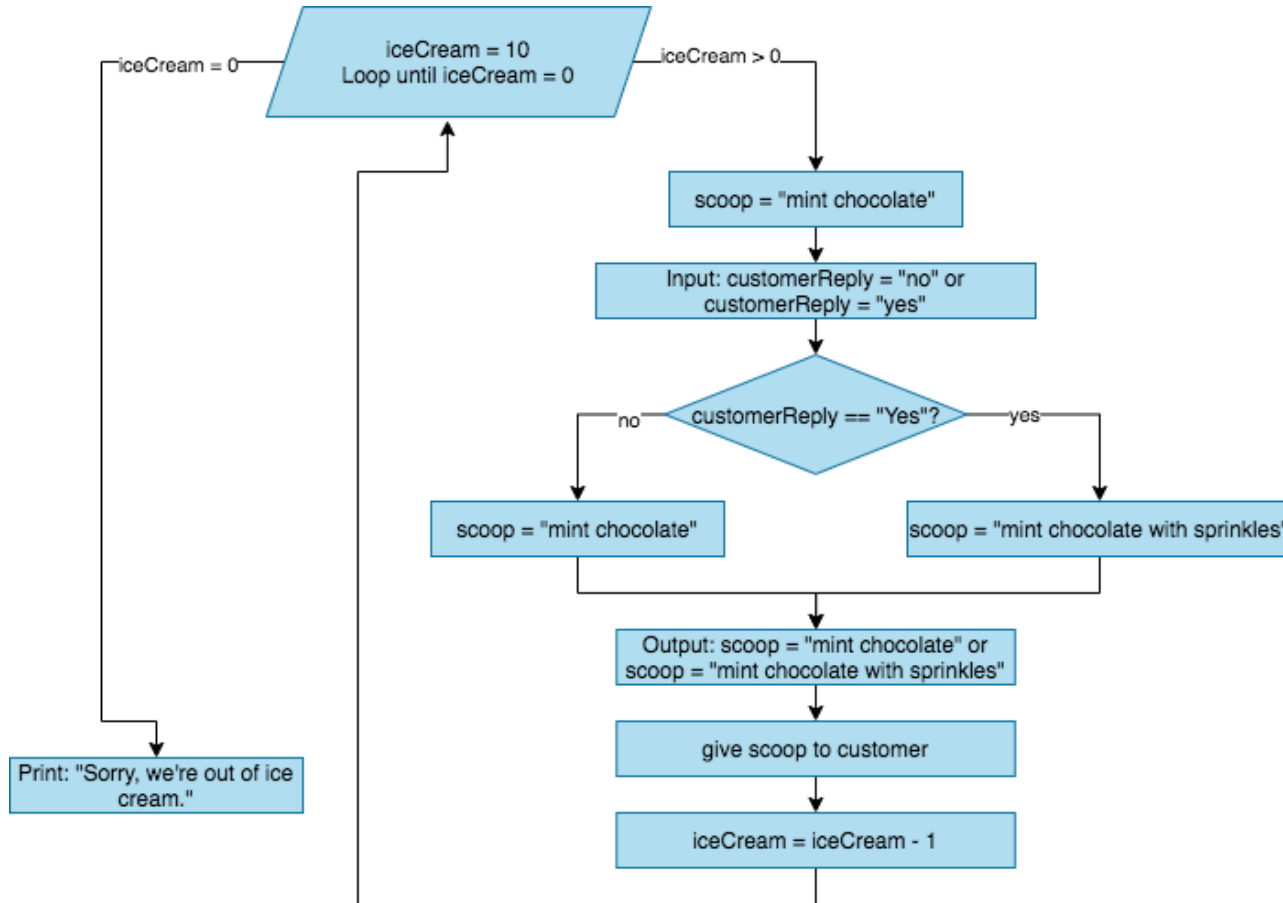 iceCream = 10
Loop until iceCream = 0
iceCream = 0
iceCream > 0
scoop = "mint chocolate"
Input: customerReply = "no" or
customerReply = "yes"
customerReply == "Yes"?
no
yes
scoop = "mint chocolate"
scoop = "mint chocolate with sprinkles"
Output: scoop = "mint chocolate" or
scoop = "mint chocolate with sprinkles"
give scoop to customer
Print: "Sorry, we're out of ice
cream."
iceCream = iceCream - 1